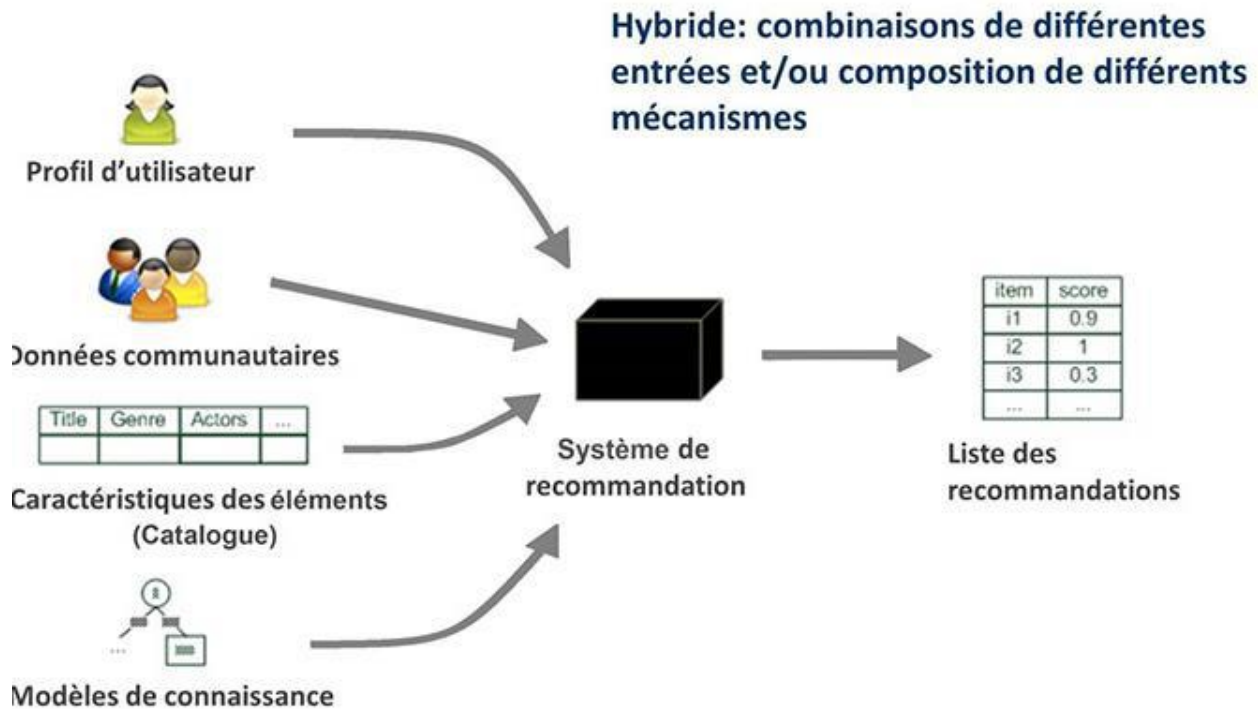 Hybride: combinaisons de différentes
entrées et/ou composition de différents
mécanismes
Profil d'utilisateur
Données communautaires
Title Genre Actors ...
Caractéristiques des éléments
(Catalogue)
...
Modèles de connaissance
Système de
recommandation
item score
i1 0.9
i2 1
i3 0.3
... ...
Liste des
recommandations